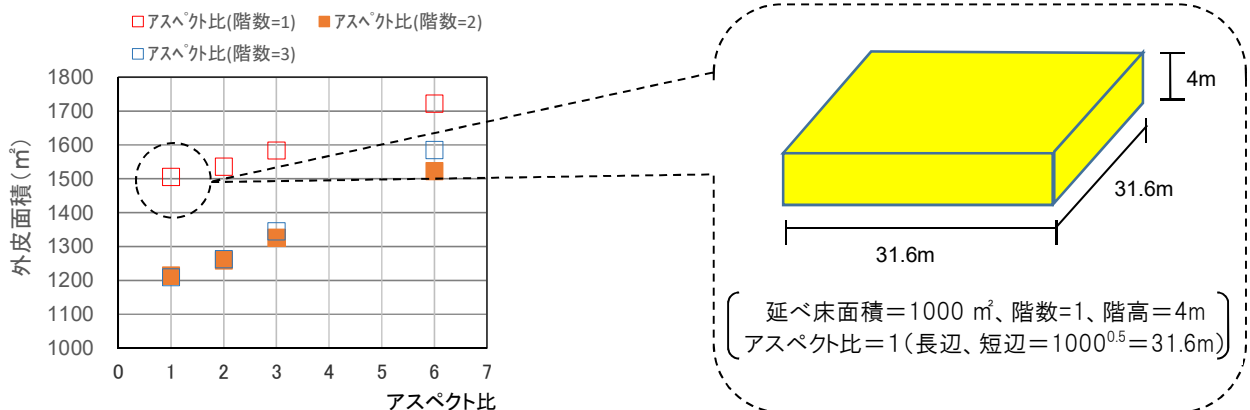 アスペクト比(階数=1) アスペクト比(階数=2)
アスペクト比(階数=3)
1800
1700
1600
1500
1400
1300
1200
1100
1000
0 1 2 3 4 5 6 7
外皮面積(㎡)
アスペクト比
4m
31.6m
31.6m
延べ床面積=1000 ㎡、階数=1、階高=4m
アスペクト比=1(長辺、短辺=1000^0.5=31.6m)